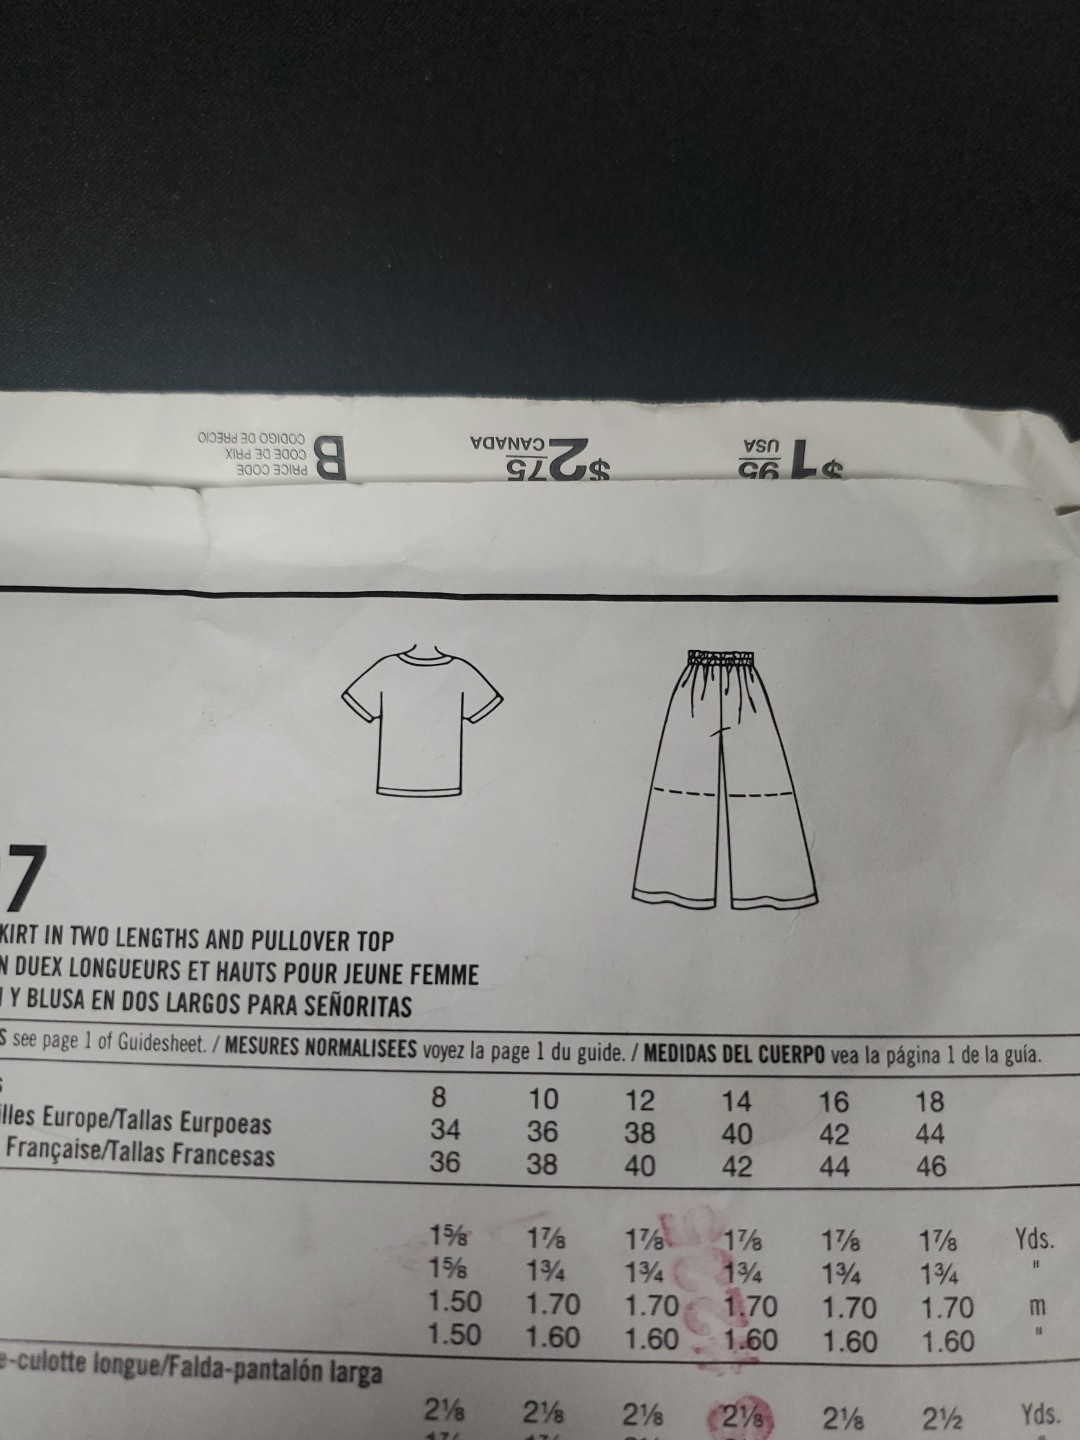 PRICE CODE
CODE DE PRIX
CODIGO DE PRECIO
B
$2 75
CANADA
$1 95
USA
7
KIRT IN TWO LENGTHS AND PULLOVER TOP
N DUEX LONGUEURS ET HAUTS POUR JEUNE FEMME
Y BLUSA EN DOS LARGOS PARA SEÑORITAS
S see page 1 of Guidesheet. / MESURES NORMALISEES voyez la page 1 du guide. / MEDIDAS DEL CUERPO vea la página 1 de la guía.
8 10 12 14 16 18
illes Europe/Tallas Eurpoeas 34 36 38 40 42 44
Française/Tallas Francesas 36 38 40 42 44 46
1⅝ 1⅞ 1⅞ 1⅞ 1⅞ 1⅞ Yds.
1⅝ 1¾ 1¾ 1¾ 1¾ 1¾ "
1.50 1.70 1.70 1.70 1.70 1.70 m
1.50 1.60 1.60 1.60 1.60 1.60 "
e-culotte longue/Falda-pantalón larga
2⅛ 2⅛ 2⅛ 2⅛ 2⅛ 2½ Yds.